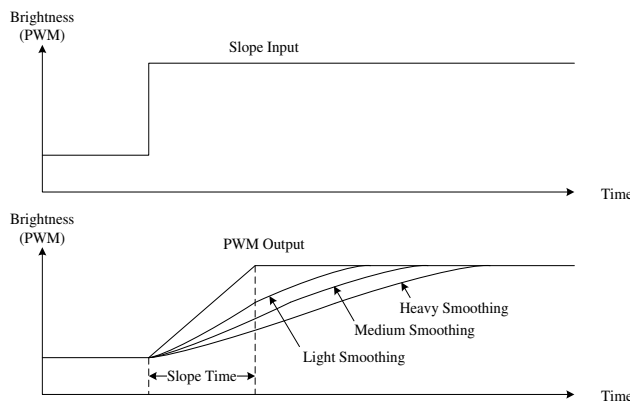 Brightness
(PWM)
Slope Input
Time
Brightness
(PWM)
PWM Output
Heavy Smoothing
Medium Smoothing
Light Smoothing
Slope Time
Time